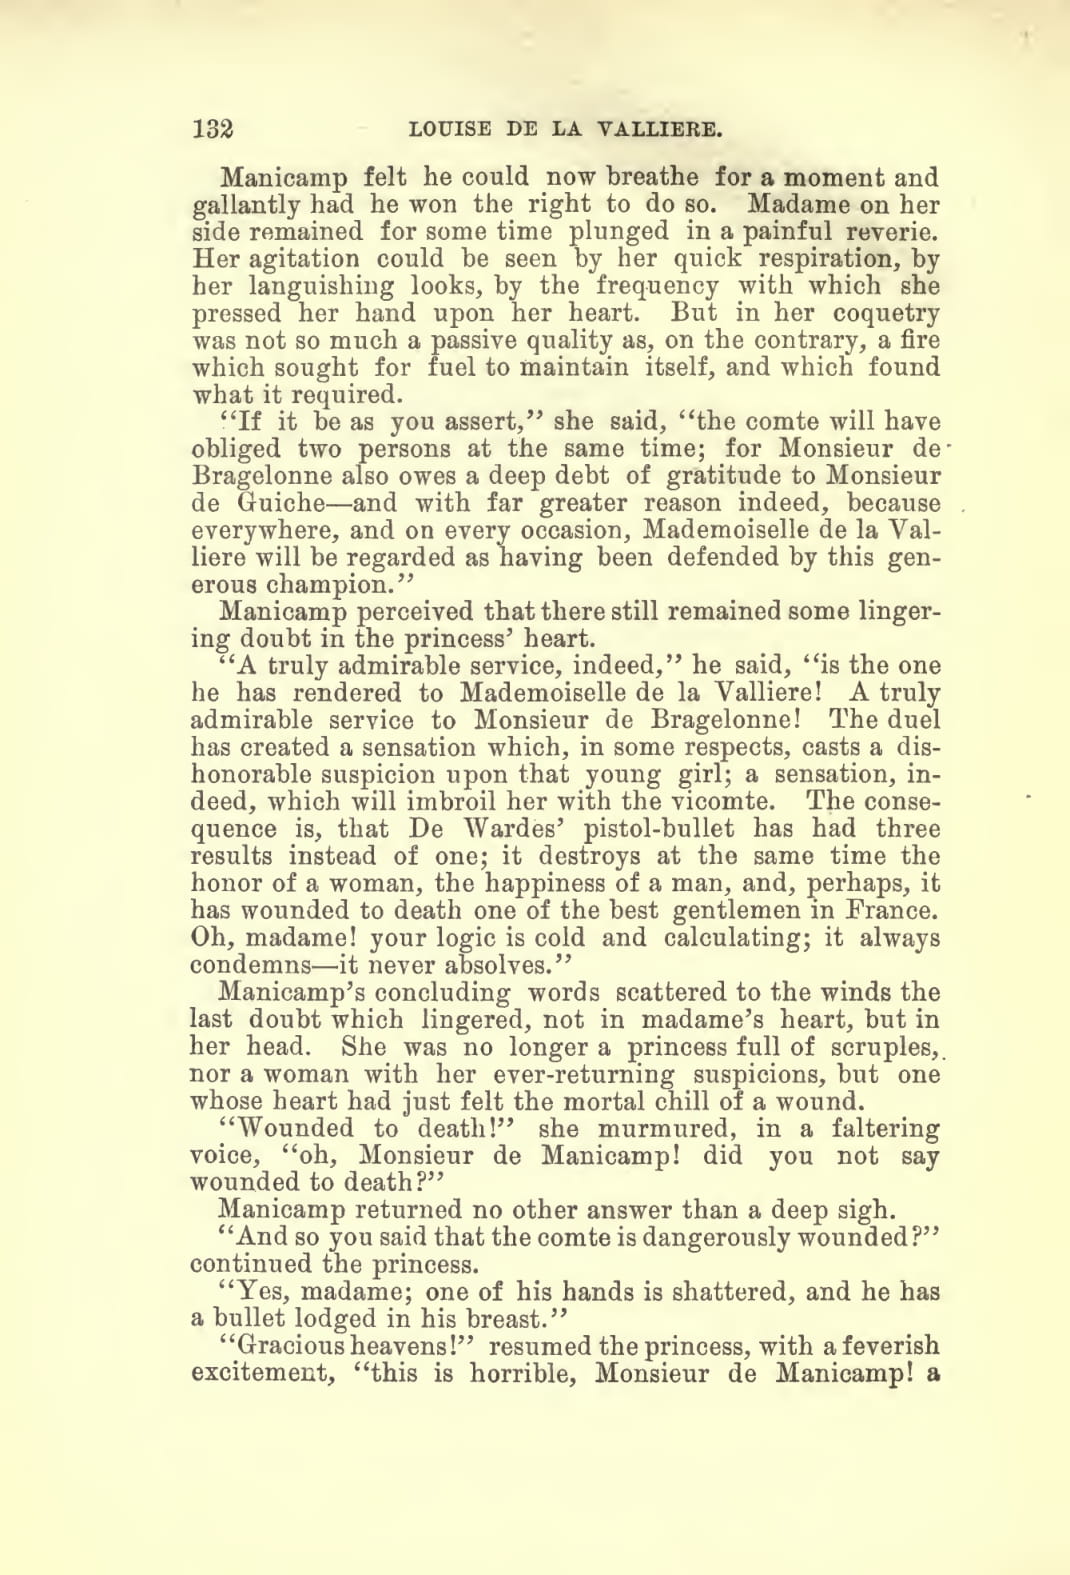 132 LOUISE DE LA VALLIERE.
Manicamp felt he could now breathe for a moment and
gallantly had he won the right to do so. Madame on her
side remained for some time plunged in a painful reverie.
Her agitation could be seen by her quick respiration, by
her languishing looks, by the frequency with which she
pressed her hand upon her heart. But in her coquetry
was not so much a passive quality as, on the contrary, a fire
which sought for fuel to maintain itself, and which found
what it required.
“If it be as you assert,” she said, “the comte will have
obliged two persons at the same time; for Monsieur de
Bragelonne also owes a deep debt of gratitude to Monsieur
de Guiche—and with far greater reason indeed, because
everywhere, and on every occasion, Mademoiselle de la Val-
liere will be regarded as having been defended by this gen-
erous champion.”
Manicamp perceived that there still remained some linger-
ing doubt in the princess’ heart.
“A truly admirable service, indeed,” he said, “is the one
he has rendered to Mademoiselle de la Valliere! A truly
admirable service to Monsieur de Bragelonne! The duel
has created a sensation which, in some respects, casts a dis-
honorable suspicion upon that young girl; a sensation, in-
deed, which will imbroil her with the vicomte. The conse-
quence is, that De Wardes’ pistol-bullet has had three
results instead of one; it destroys at the same time the
honor of a woman, the happiness of a man, and, perhaps, it
has wounded to death one of the best gentlemen in France.
Oh, madame! your logic is cold and calculating; it always
condemns—it never absolves.”
Manicamp’s concluding words scattered to the winds the
last doubt which lingered, not in madame’s heart, but in
her head. She was no longer a princess full of scruples,
nor a woman with her ever-returning suspicions, but one
whose heart had just felt the mortal chill of a wound.
“Wounded to death!” she murmured, in a faltering
voice, “oh, Monsieur de Manicamp! did you not say
wounded to death?”
Manicamp returned no other answer than a deep sigh.
“And so you said that the comte is dangerously wounded?”
continued the princess.
“Yes, madame; one of his hands is shattered, and he has
a bullet lodged in his breast.”
“Gracious heavens!” resumed the princess, with a feverish
excitement, “this is horrible, Monsieur de Manicamp! a